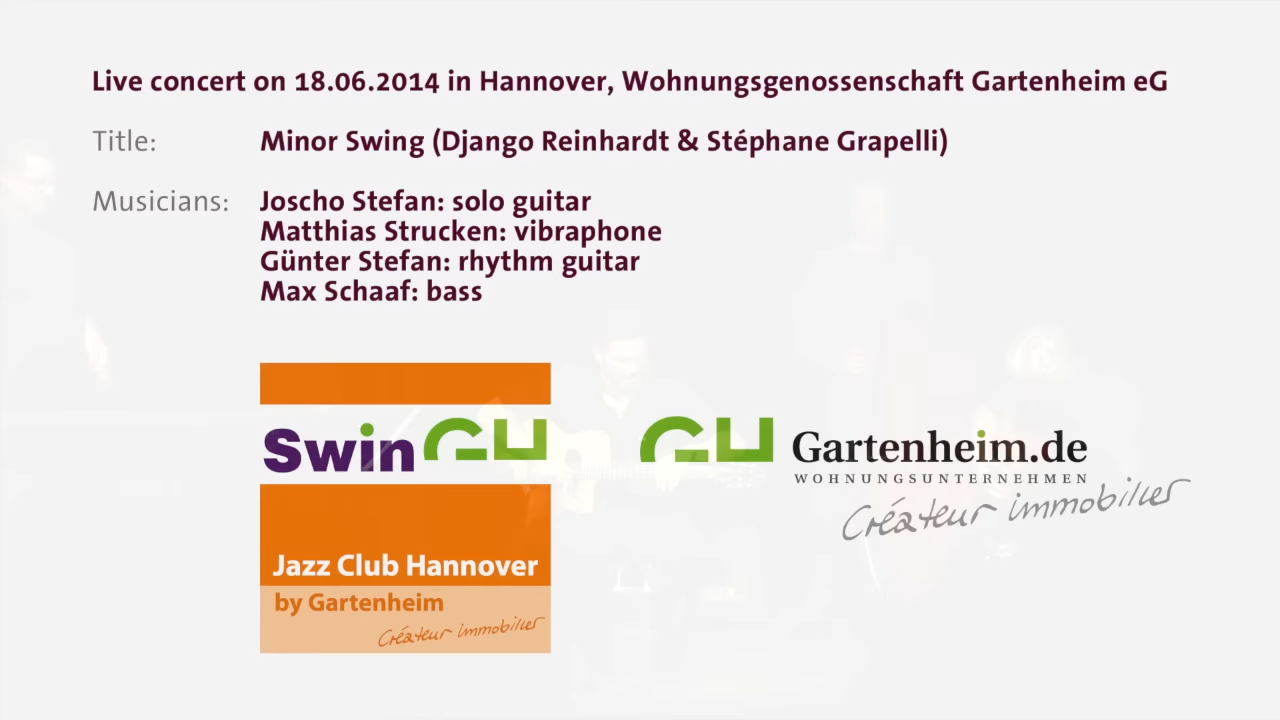 Live concert on 18.06.2014 in Hannover, Wohnungsgenossenschaft Gartenheim eG
Title: Minor Swing (Django Reinhardt & Stéphane Grapelli)
Musicians: Joscho Stefan: solo guitar
Matthias Strucken: vibraphone
Günter Stefan: rhythm guitar
Max Schaaf: bass
SwinGH
Jazz Club Hannover
by Gartenheim
Créateur immobilier
GH Gartenheim.de
WOHNUNGSUNTERNEHMEN
Créateur immobilier